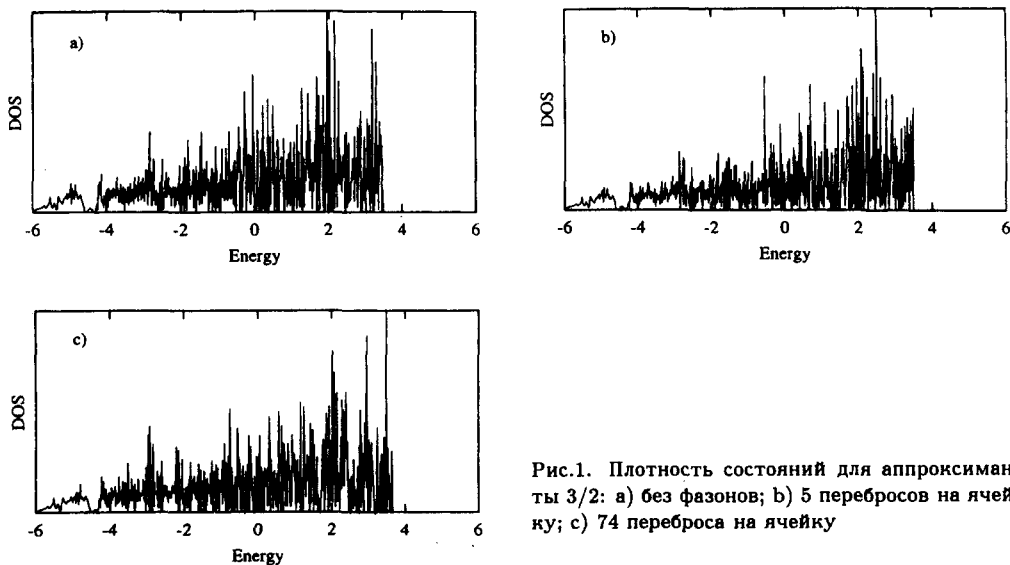 a)
DOS
-6 -4 -2 0 2 4 6
Energy
b)
DOS
-6 -4 -2 0 2 4 6
Energy
c)
DOS
-6 -4 -2 0 2 4 6
Energy
Рис.1. Плотность состояний для аппроксиман-
ты 3/2: a) без фазонов; b) 5 перебросов на ячей-
ку; c) 74 переброса на ячейку